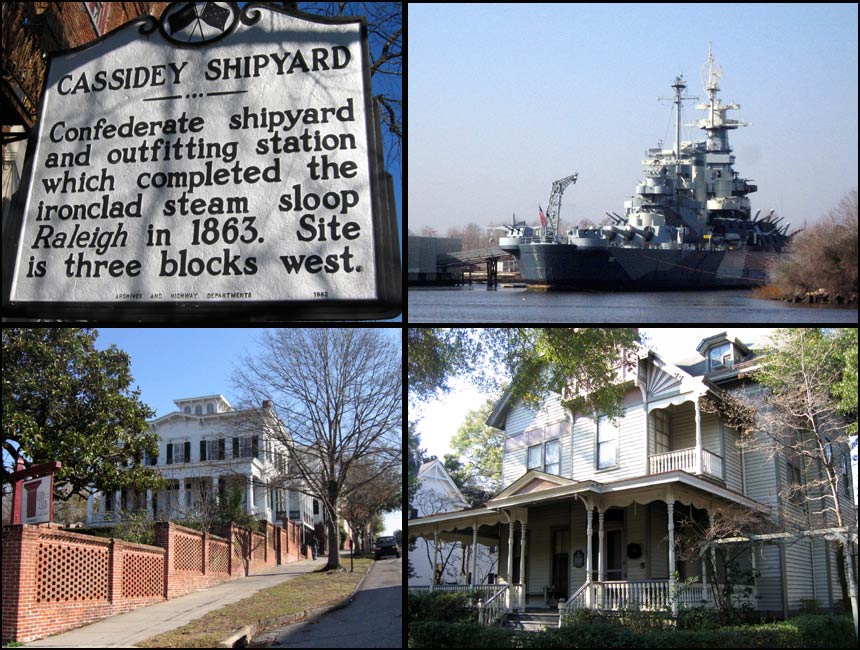 CASSIDEY SHIPYARD
Confederate shipyard
and outfitting station
which completed the
ironclad steam sloop
Raleigh in 1863. Site
is three blocks west.
ARCHIVES AND HIGHWAY DEPARTMENTS 1962